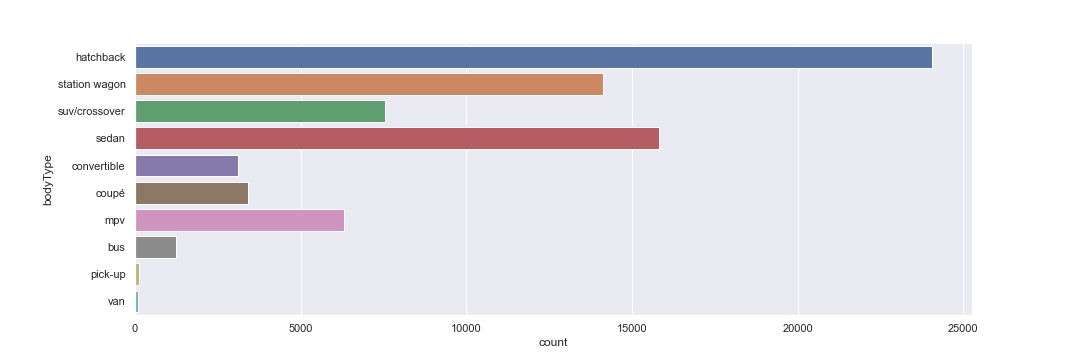 hatchback
station wagon
suv/crossover
sedan
convertible
coupé
mpv
bus
pick-up
van
bodyType
0 5000 10000 15000 20000 25000
count